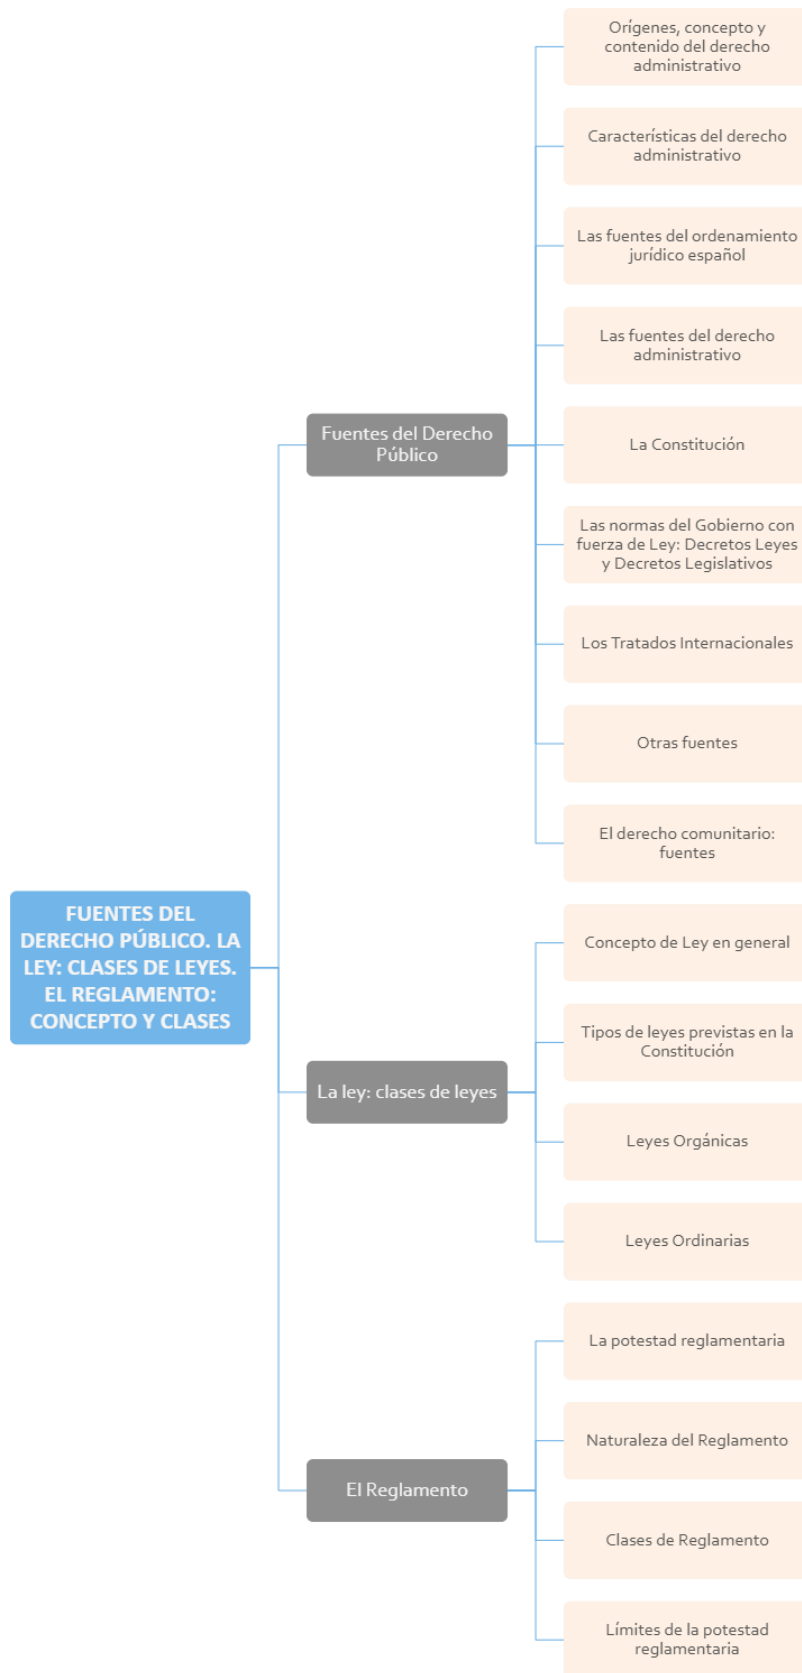 Orígenes, concepto y
contenido del derecho
administrativo
Características del derecho
administrativo
Las fuentes del ordenamiento
jurídico español
Las fuentes del derecho
administrativo
Fuentes del Derecho
Público
La Constitución
Las normas del Gobierno con
fuerza de Ley: Decretos Leyes
y Decretos Legislativos
Los Tratados Internacionales
Otras fuentes
El derecho comunitario:
fuentes
FUENTES DEL
DERECHO PÚBLICO. LA
LEY: CLASES DE LEYES.
EL REGLAMENTO:
CONCEPTO Y CLASES
Concepto de Ley en general
Tipos de leyes previstas en la
Constitución
La ley: clases de leyes
Leyes Orgánicas
Leyes Ordinarias
La potestad reglamentaria
Naturaleza del Reglamento
El Reglamento
Clases de Reglamento
Límites de la potestad
reglamentaria